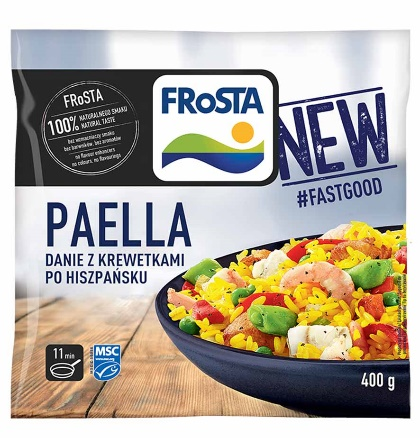 FRoSTA
100% NATURALNEGO SMAKU
NATURAL TASTE
bez wzmacniaczy smaku
bez barwników, bez aromatów
no flavour enhancers
no colours, no flavourings
FRoSTA
NEW
#FASTGOOD
PAELLA
DANIE Z KREWETKAMI
PO HISZPAŃSKU
11 min
MSC
400 g